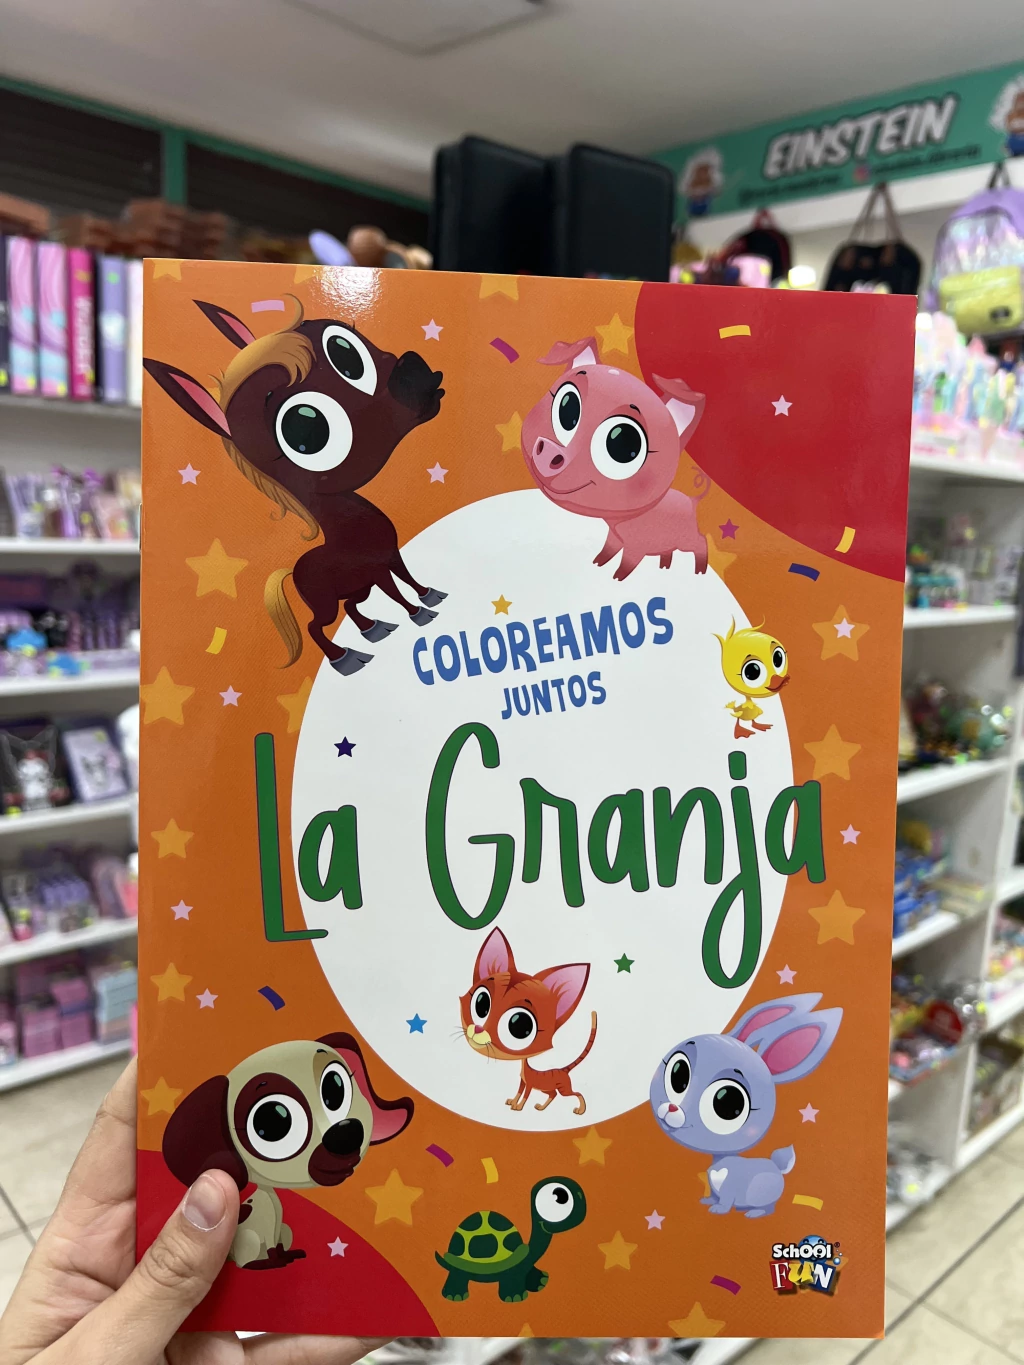 EINSTEIN
COLOREAMOS
JUNTOS
La Granja
SchOOl
FUN